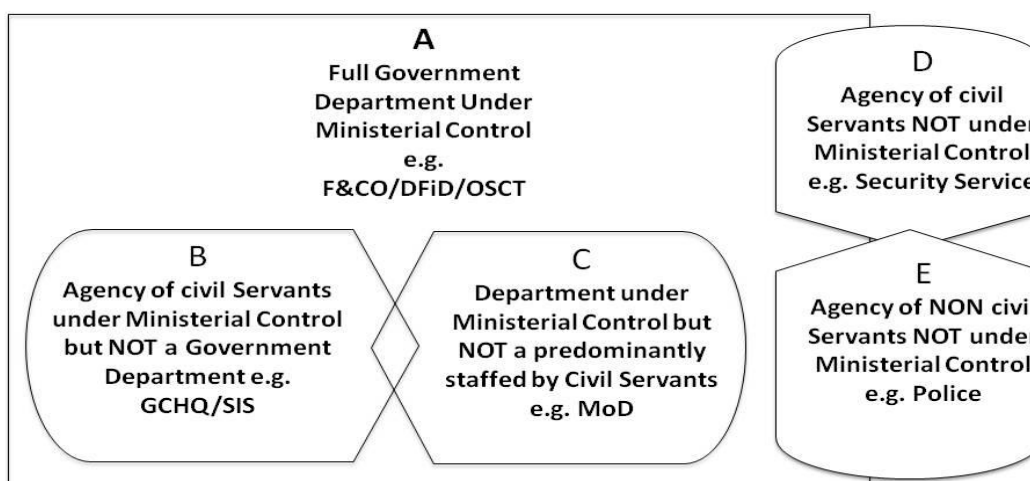 A
Full Government
Department Under
Ministerial Control
e.g.
F&CO/DFiD/OSCT
B
Agency of civil Servants
under Ministerial Control
but NOT a Government
Department e.g.
GCHQ/SIS
C
Department under
Ministerial Control but
NOT a predominantly
staffed by Civil Servants
e.g. MoD
D
Agency of civil
Servants NOT under
Ministerial Control
e.g. Security Service
E
Agency of NON civil
Servants NOT under
Ministerial Control
e.g. Police